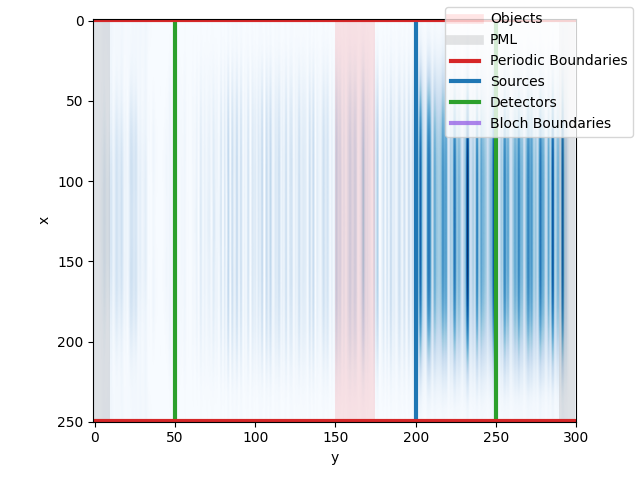 Objects
PML
Periodic Boundaries
Sources
Detectors
Bloch Boundaries
0
50
100
150
200
250
x
0 50 100 150 200 250 300
y